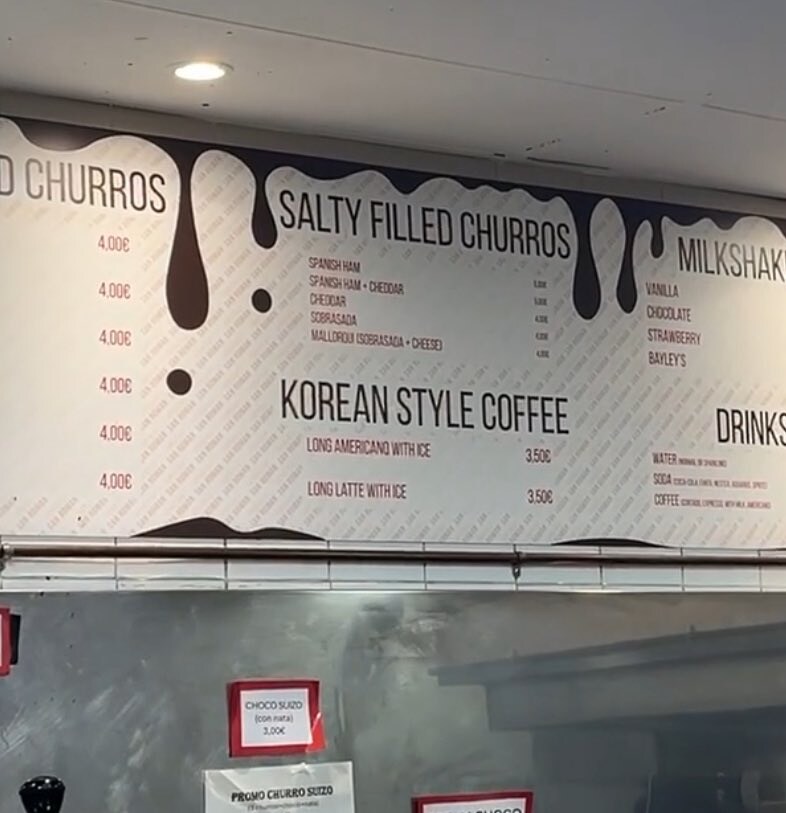 D CHURROS
4,00€
4,00€
4,00€
4,00€
4,00€
4,00€
SALTY FILLED CHURROS
SPANISH HAM
SPANISH HAM + CHEDDAR
CHEDDAR
SOBRASADA
MALLORQUI (SOBRASADA + CHEESE)
KOREAN STYLE COFFEE
LONG AMERICANO WITH ICE 3,50€
LONG LATTE WITH ICE 3,50€
MILKSHAK
VANILLA
CHOCOLATE
STRAWBERRY
BAYLEY'S
DRINKS
WATER
SODA
COFFEE
CHOCO SUIZO
(con nata)
3,00€
PROMO CHURRO SUIZO